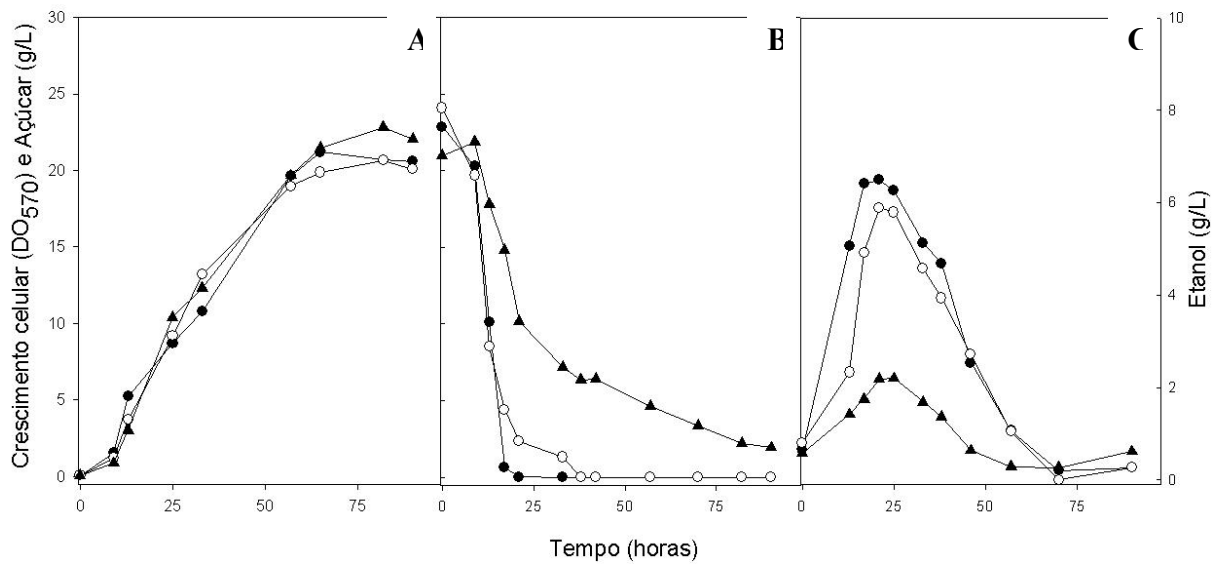 A B C
Crescimento celular (DO570) e Açúcar (g/L)
30
25
20
15
10
5
0
10
8
6
4
2
0
Etanol (g/L)
0 25 50 75 0 25 50 75 0 25 50 75
Tempo (horas)